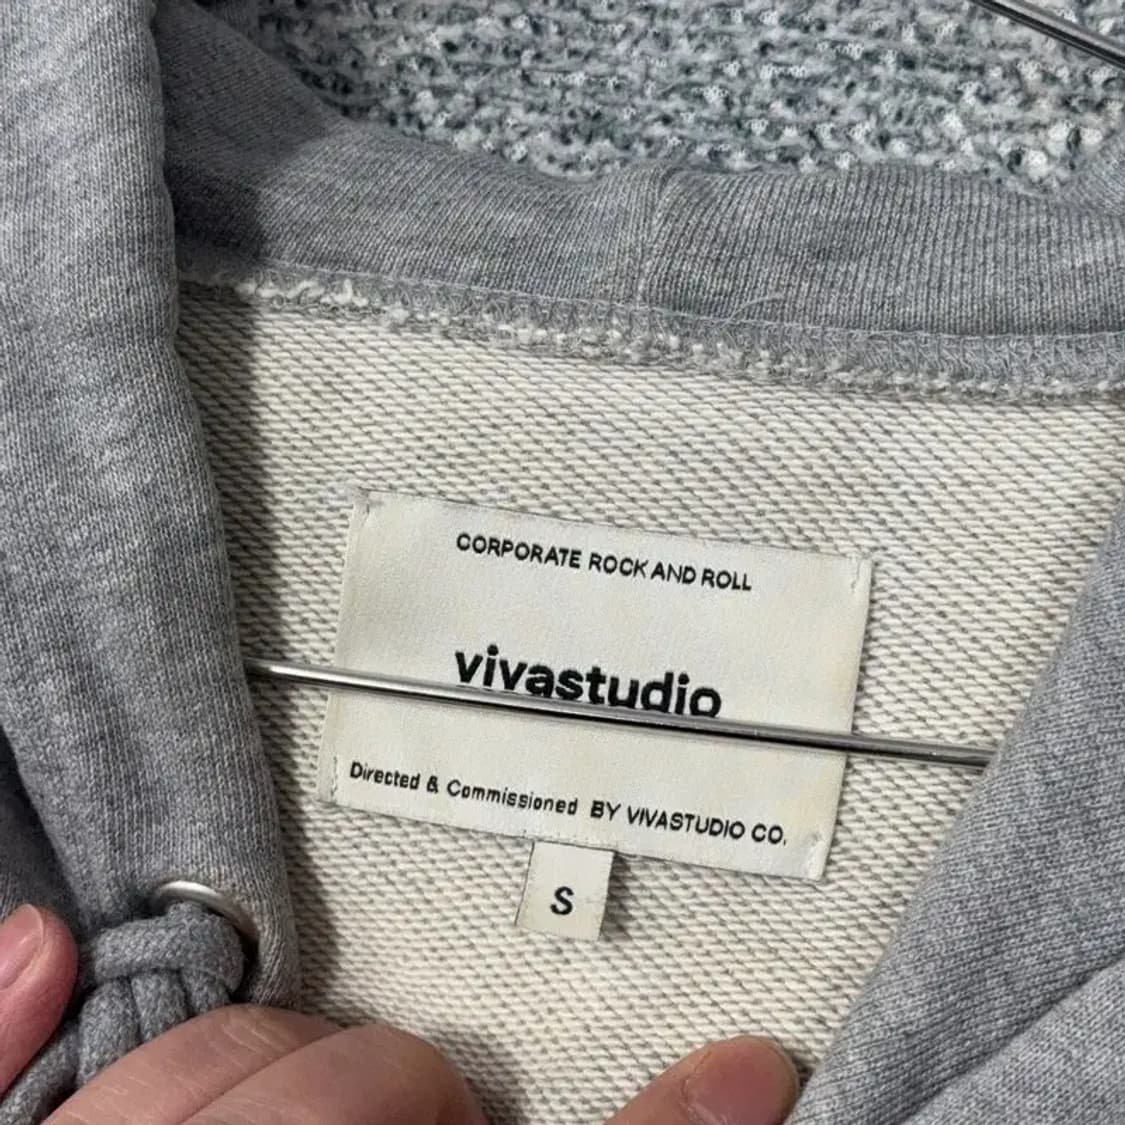 CORPORATE ROCK AND ROLL
vivastudio
Directed & Commissioned BY VIVASTUDIO CO.
S